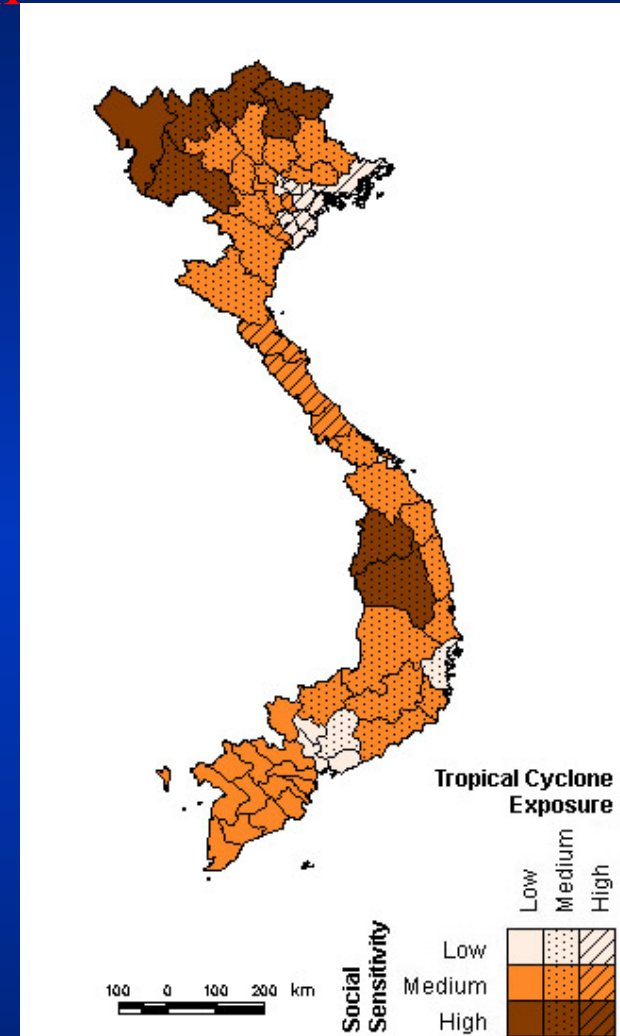 Tropical Cyclone
Exposure
Low
Medium
High
Social
Sensitivity
Low
Medium
High
100 0 100 200 km